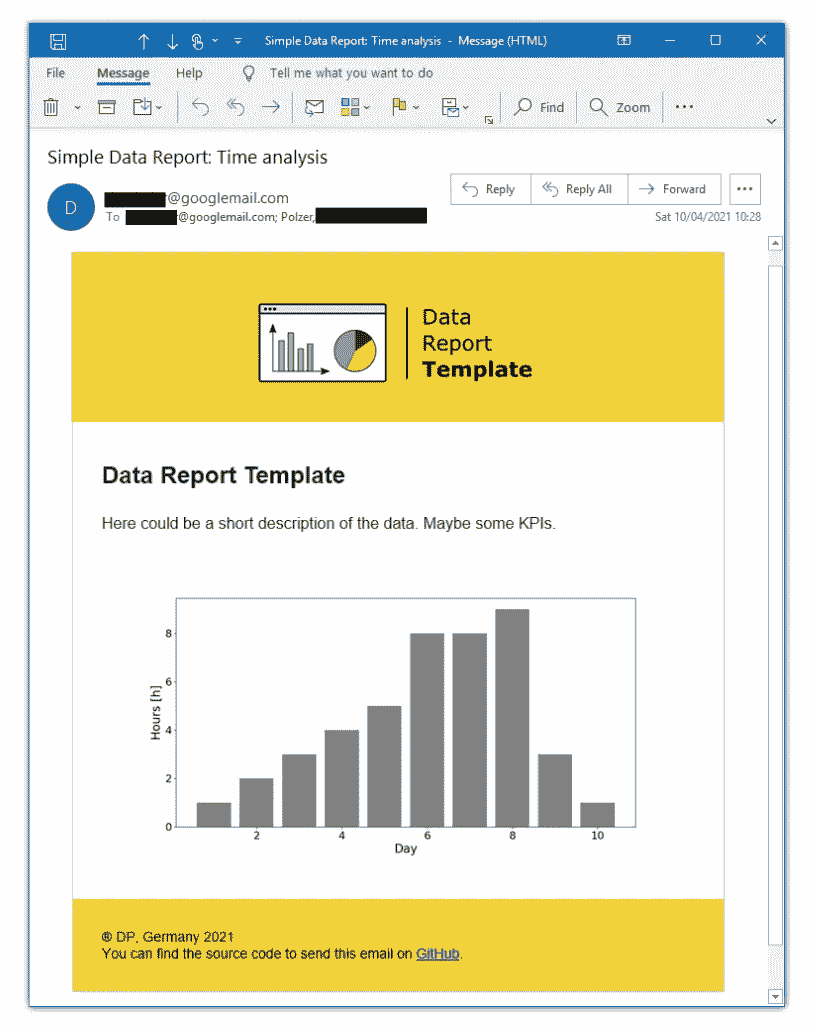 Simple Data Report: Time analysis - Message (HTML)
File Message Help Tell me what you want to do
Find Zoom
Simple Data Report: Time analysis
D
@googlemail.com
To @googlemail.com; Polzer,
Reply Reply All Forward
Sat 10/04/2021 10:28
Data
Report
Template
Data Report Template
Here could be a short description of the data. Maybe some KPIs.
8
6
4
2
0
Hours [h]
2 4 6 8 10
Day
® DP, Germany 2021
You can find the source code to send this email on GitHub.